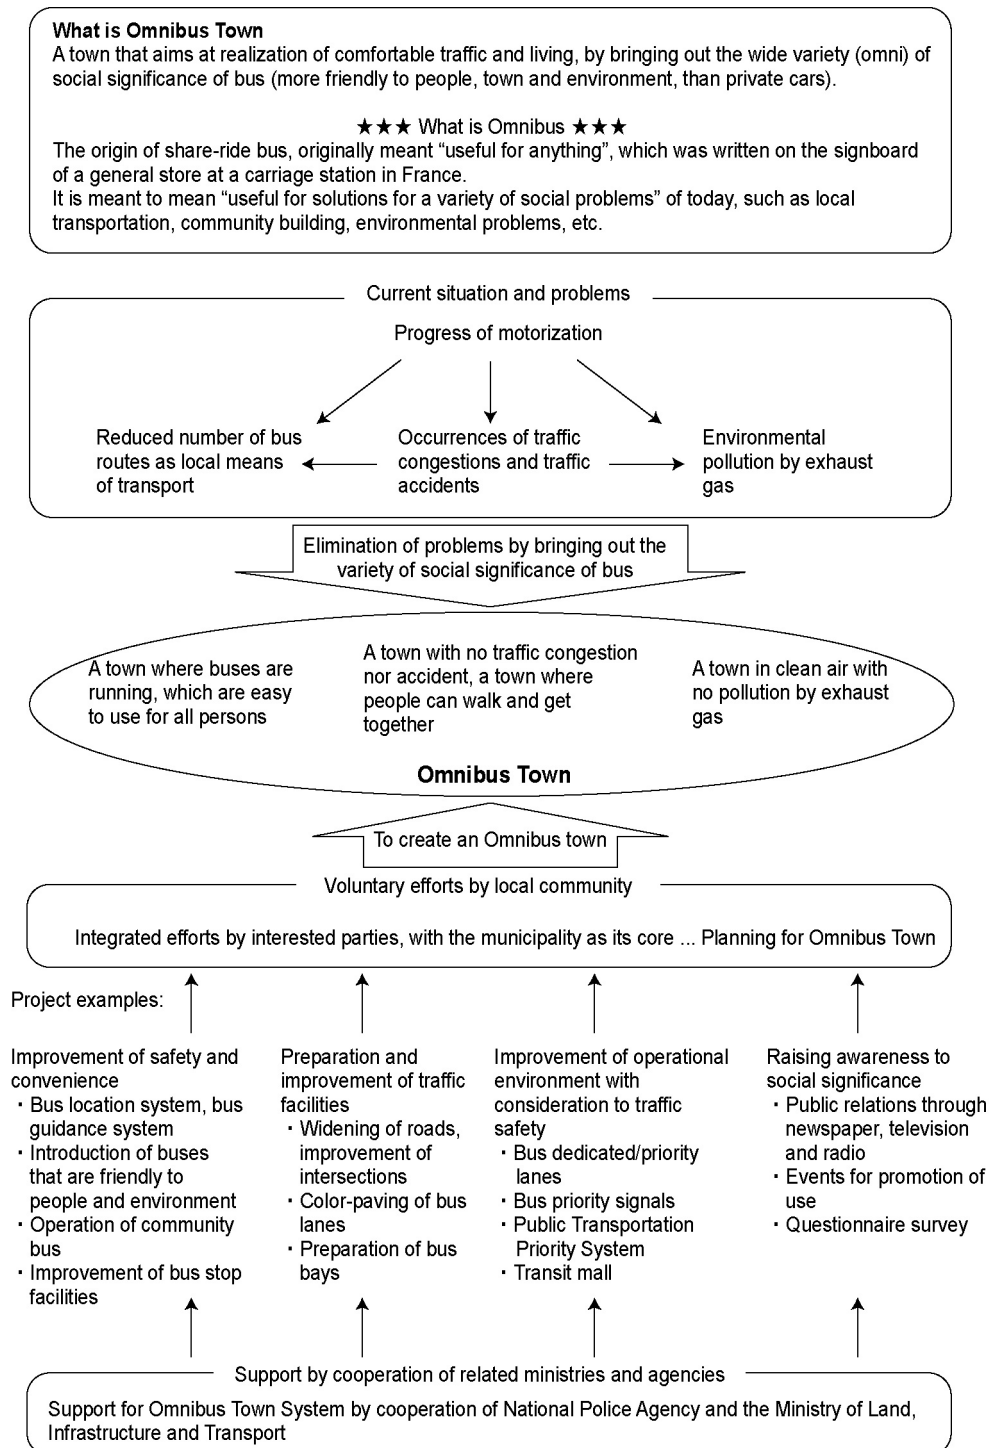 What is Omnibus Town
A town that aims at realization of comfortable traffic and living, by bringing out the wide variety (omni) of
social significance of bus (more friendly to people, town and environment, than private cars).
★★★ What is Omnibus ★★★
The origin of share-ride bus, originally meant “useful for anything”, which was written on the signboard
of a general store at a carriage station in France.
It is meant to mean “useful for solutions for a variety of social problems” of today, such as local
transportation, community building, environmental problems, etc.
Current situation and problems
Progress of motorization
Reduced number of bus
routes as local means
of transport
Occurrences of traffic
congestions and traffic
accidents
Environmental
pollution by exhaust
gas
Elimination of problems by bringing out the
variety of social significance of bus
A town where buses are
running, which are easy
to use for all persons
A town with no traffic congestion
nor accident, a town where
people can walk and get
together
A town in clean air with
no pollution by exhaust
gas
Omnibus Town
To create an Omnibus town
Voluntary efforts by local community
Integrated efforts by interested parties, with the municipality as its core ... Planning for Omnibus Town
Project examples:
Improvement of safety and
convenience
・Bus location system, bus
guidance system
・Introduction of buses
that are friendly to
people and environment
・Operation of community
bus
・Improvement of bus stop
facilities
Preparation and
improvement of traffic
facilities
・Widening of roads,
improvement of
intersections
・Color-paving of bus
lanes
・Preparation of bus
bays
Improvement of operational
environment with
consideration to traffic
safety
・Bus dedicated/priority
lanes
・Bus priority signals
・Public Transportation
Priority System
・Transit mall
Raising awareness to
social significance
・Public relations through
newspaper, television
and radio
・Events for promotion of
use
・Questionnaire survey
Support by cooperation of related ministries and agencies
Support for Omnibus Town System by cooperation of National Police Agency and the Ministry of Land,
Infrastructure and Transport